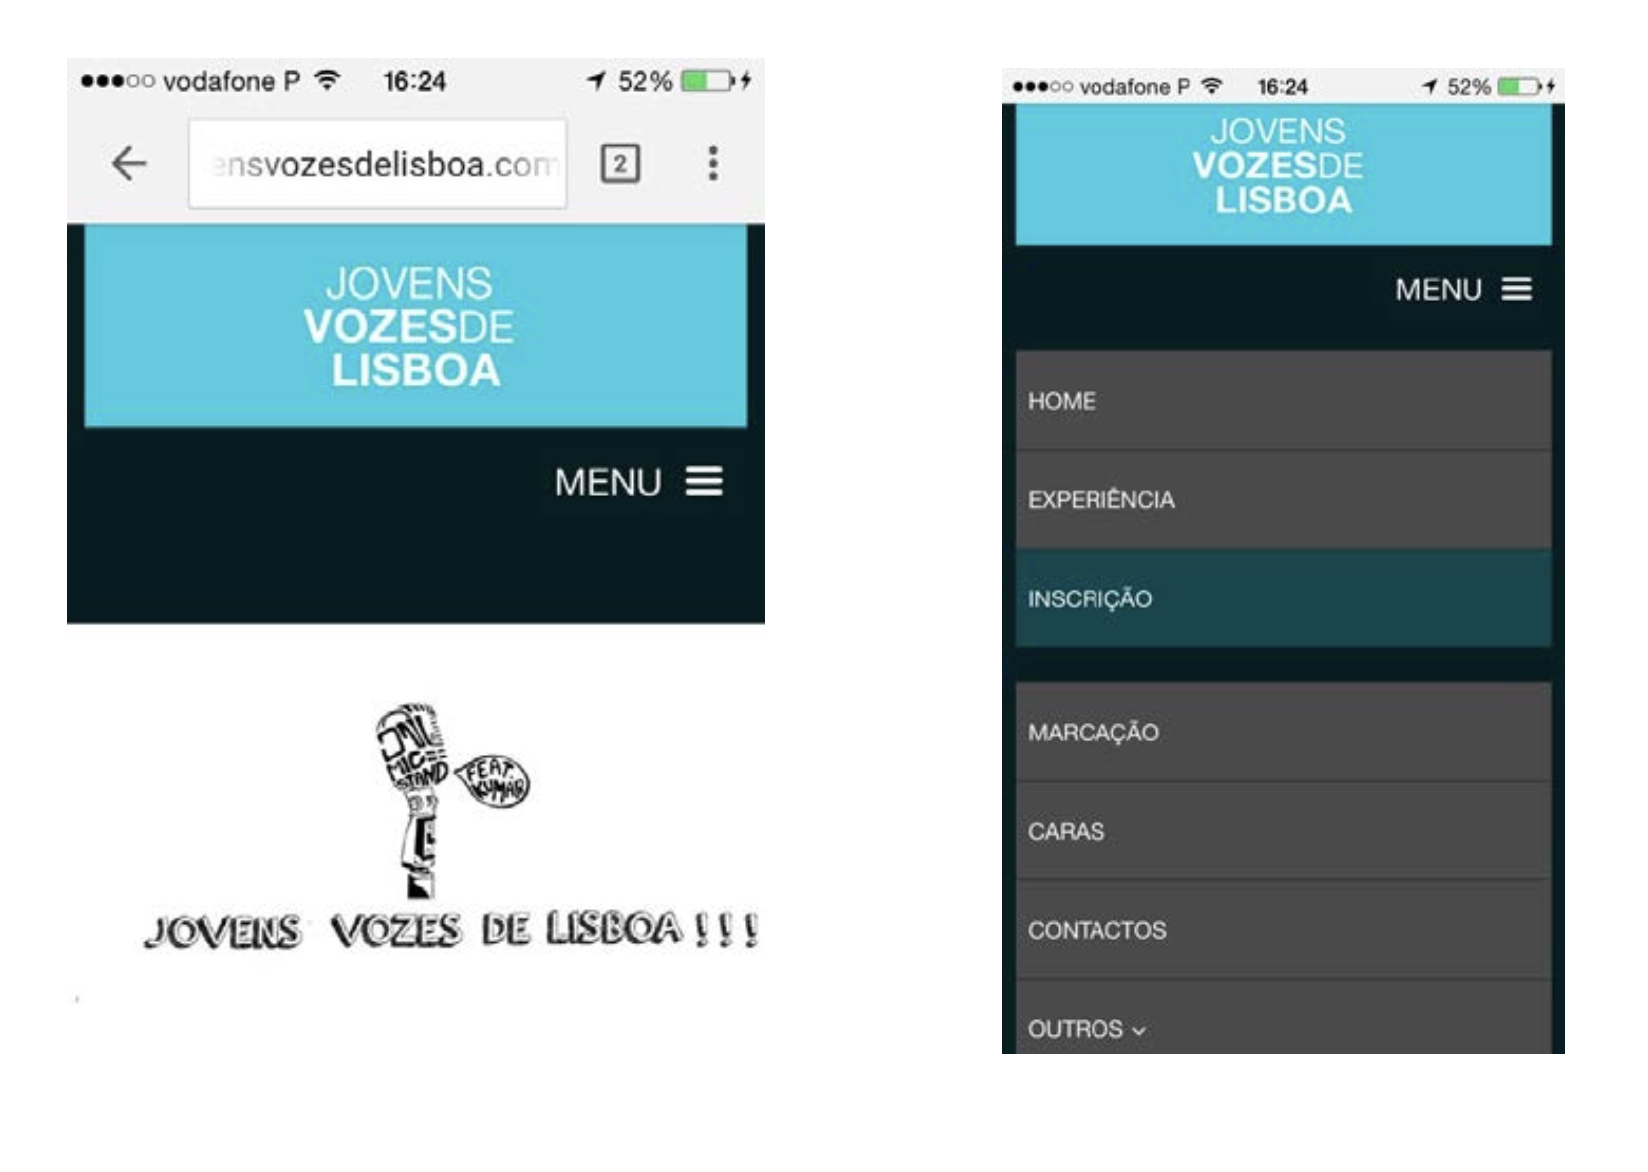 vodafone P 16:24 52%
ensvozesdelisboa.com
2
JOVENS
VOZESDE
LISBOA
MENU
MIC
STAND
FEAT.
KUMAR
JOVENS VOZES DE LISBOA!!!
vodafone P 16:24 52%
JOVENS
VOZESDE
LISBOA
MENU
HOME
EXPERIÊNCIA
INSCRIÇÃO
MARCAÇÃO
CARAS
CONTACTOS
OUTROS